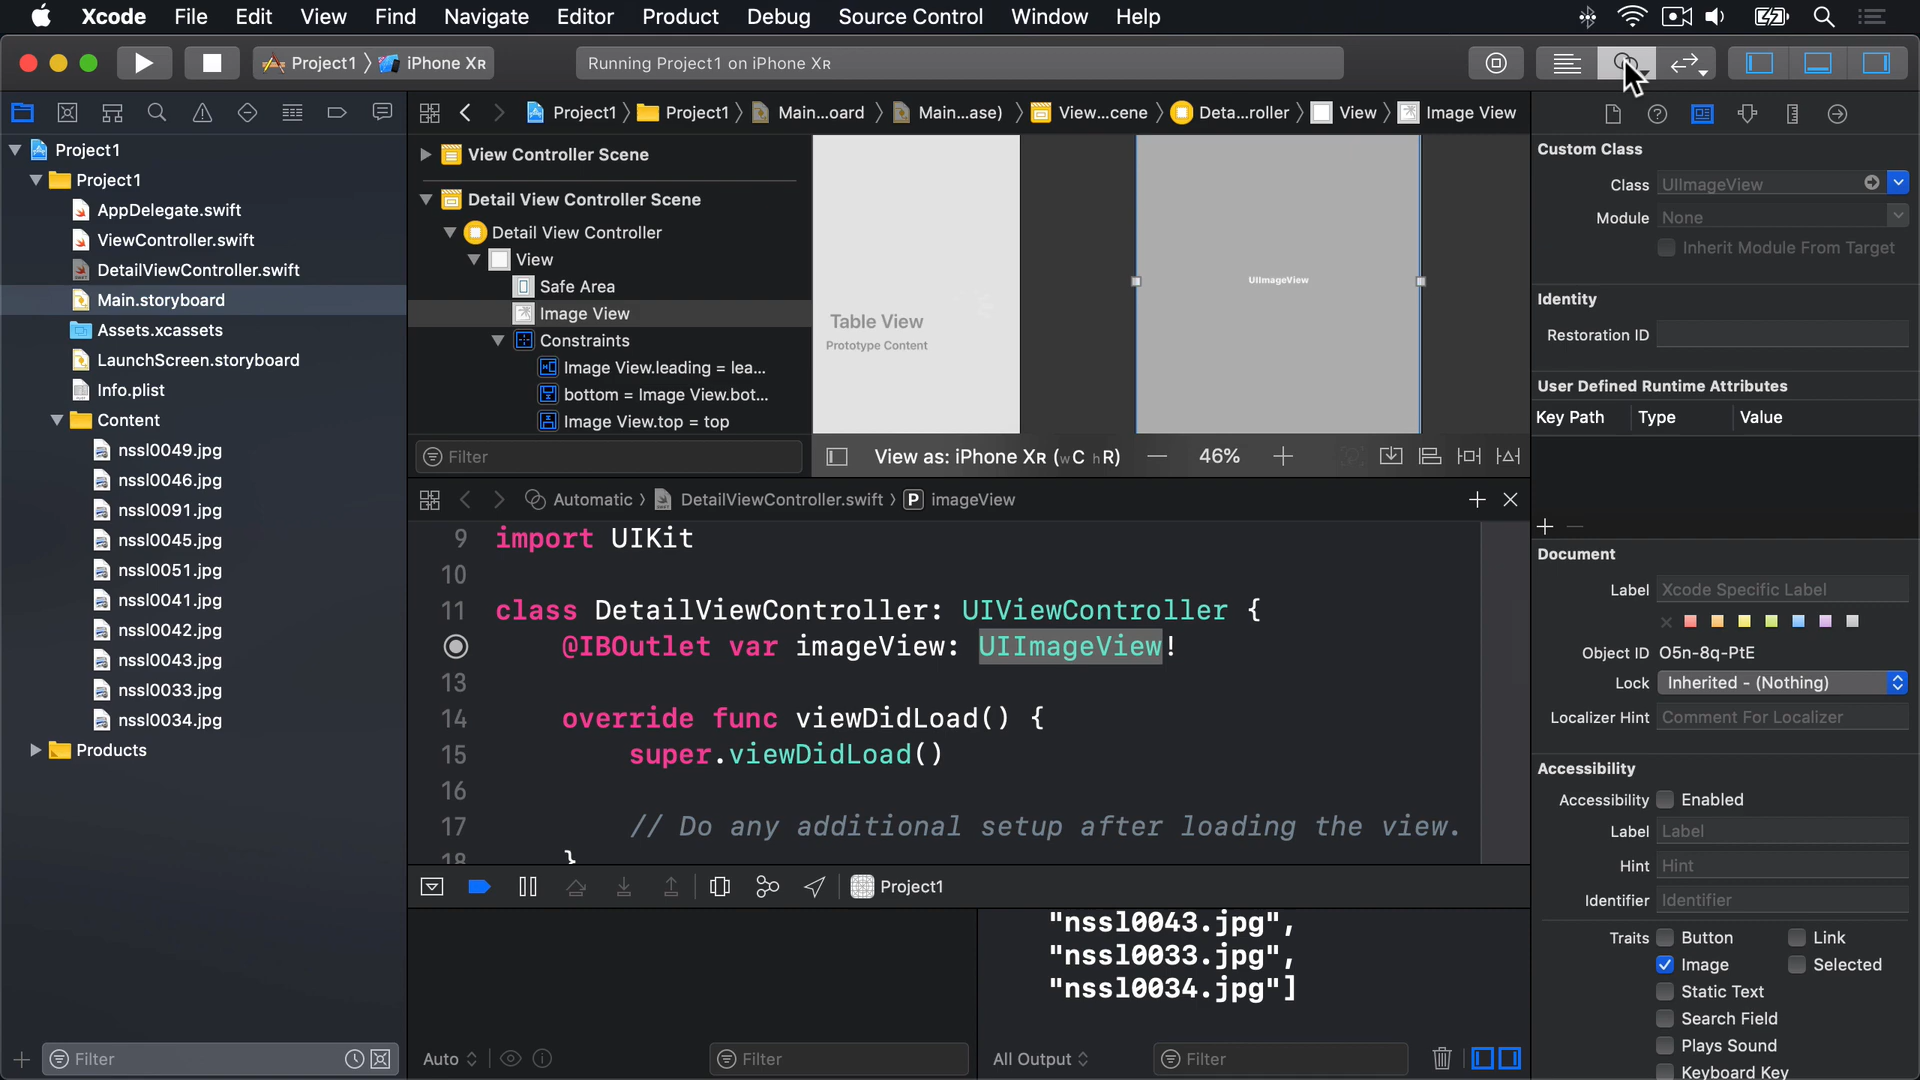 Xcode File Edit View Find Navigate Editor Product Debug Source Control Window Help
Project1 iPhone XR
Running Project1 on iPhone XR
Project1 Project1 Main...oard Main...ase) View...cene Deta...roller View Image View
Project1
Project1
AppDelegate.swift
ViewController.swift
DetailViewController.swift
Main.storyboard
Assets.xcassets
LaunchScreen.storyboard
Info.plist
Content
nssl0049.jpg
nssl0046.jpg
nssl0091.jpg
nssl0045.jpg
nssl0051.jpg
nssl0041.jpg
nssl0042.jpg
nssl0043.jpg
nssl0033.jpg
nssl0034.jpg
Products
Filter
View Controller Scene
Detail View Controller Scene
Detail View Controller
View
Safe Area
Image View
Constraints
Image View.leading = lea...
bottom = Image View.bot...
Image View.top = top
Filter
Table View
Prototype Content
UIImageView
View as: iPhone XR (wC hR) 46%
Automatic DetailViewController.swift P imageView
9 import UIKit
10
11 class DetailViewController: UIViewController {
@IBOutlet var imageView: UIImageView!
13
14 override func viewDidLoad() {
15 super.viewDidLoad()
16
17 // Do any additional setup after loading the view.
18 }
Project1
"nssl0043.jpg",
"nssl0033.jpg",
"nssl0034.jpg"]
Auto Filter
All Output Filter
Custom Class
Class UIImageView
Module None
Inherit Module From Target
Identity
Restoration ID
User Defined Runtime Attributes
Key Path Type Value
Document
Label Xcode Specific Label
Object ID O5n-8q-PtE
Lock Inherited - (Nothing)
Localizer Hint Comment For Localizer
Accessibility
Accessibility Enabled
Label Label
Hint Hint
Identifier Identifier
Traits Button Link
Image Selected
Static Text
Search Field
Plays Sound
Keyboard Key